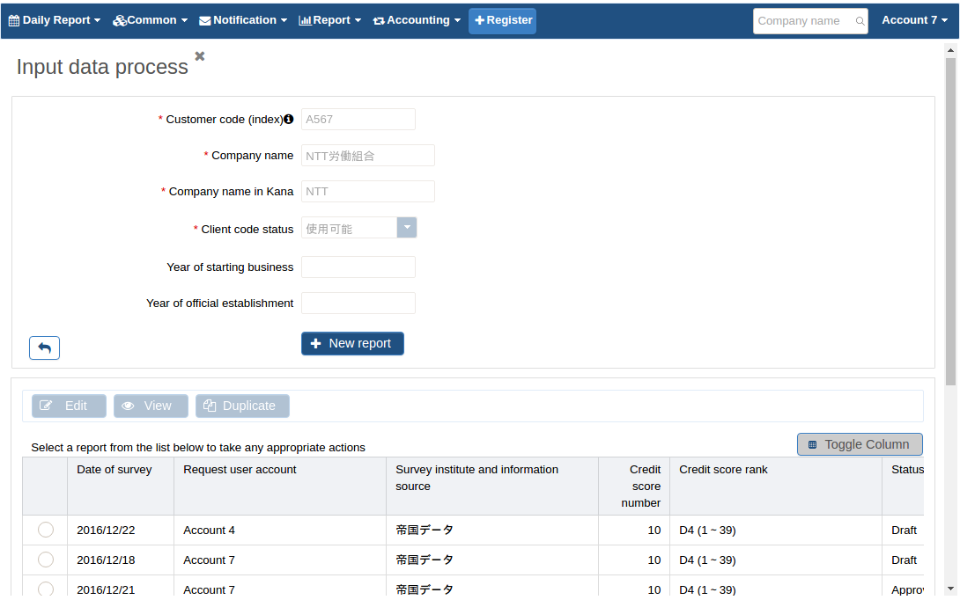 Daily Report Common Notification Report Accounting Register Company name Account 7
Input data process
* Customer code (index) A567
* Company name NTT労働組合
* Company name in Kana NTT
* Client code status 使用可能
Year of starting business
Year of official establishment
New report
Edit View Duplicate
Select a report from the list below to take any appropriate actions
Toggle Column
Date of survey Request user account Survey institute and information source Credit score number Credit score rank Status
2016/12/22 Account 4 帝国データ 10 D4 (1 ~ 39) Draft
2016/12/18 Account 7 帝国データ 10 D4 (1 ~ 39) Draft
2016/12/21 Account 7 帝国データ 10 D4 (1 ~ 39)